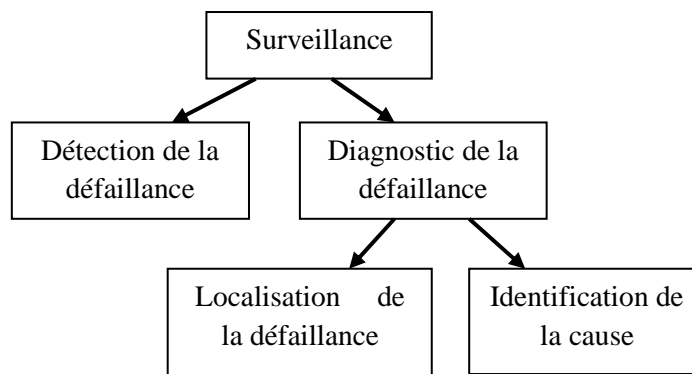 Surveillance
Détection de la
défaillance
Diagnostic de la
défaillance
Localisation de
la défaillance
Identification de
la cause